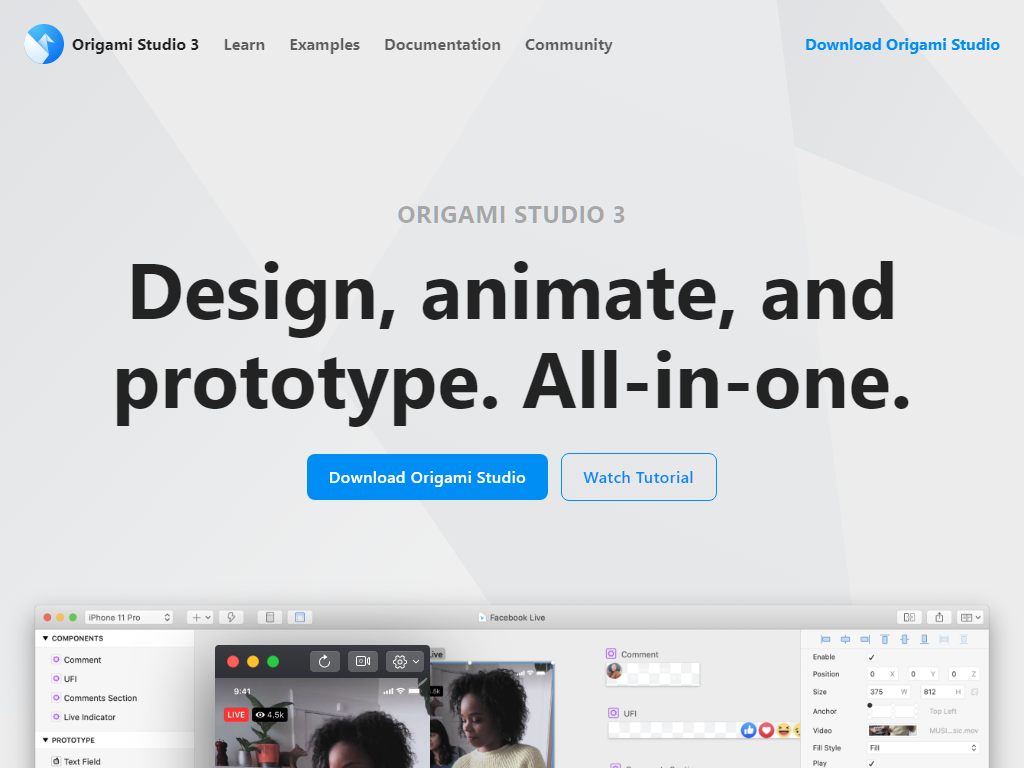 Origami Studio 3 Learn Examples Documentation Community Download Origami Studio
ORIGAMI STUDIO 3
Design, animate, and
prototype. All-in-one.
Download Origami Studio Watch Tutorial
iPhone 11 Pro Facebook Live
COMPONENTS
Comment
UFI
Comments Section
Live Indicator
PROTOTYPE
Text Field
9:41
LIVE 4.5k
Comment
UFI
Enable
Position 0 X 0 Y 0 Z
Size 375 W 812 H
Anchor Top Left
Video MUSI...sic.mov
Fill Style Fill
Play